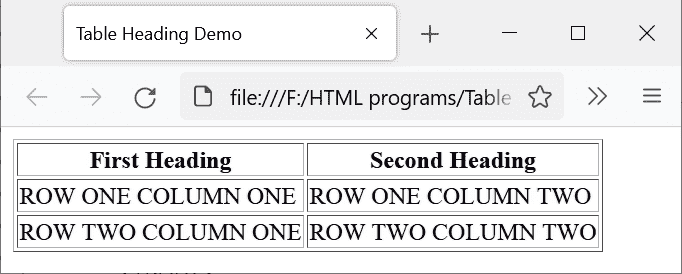 Table Heading Demo
file:///F:/HTML programs/Table
First Heading Second Heading
ROW ONE COLUMN ONE ROW ONE COLUMN TWO
ROW TWO COLUMN ONE ROW TWO COLUMN TWO